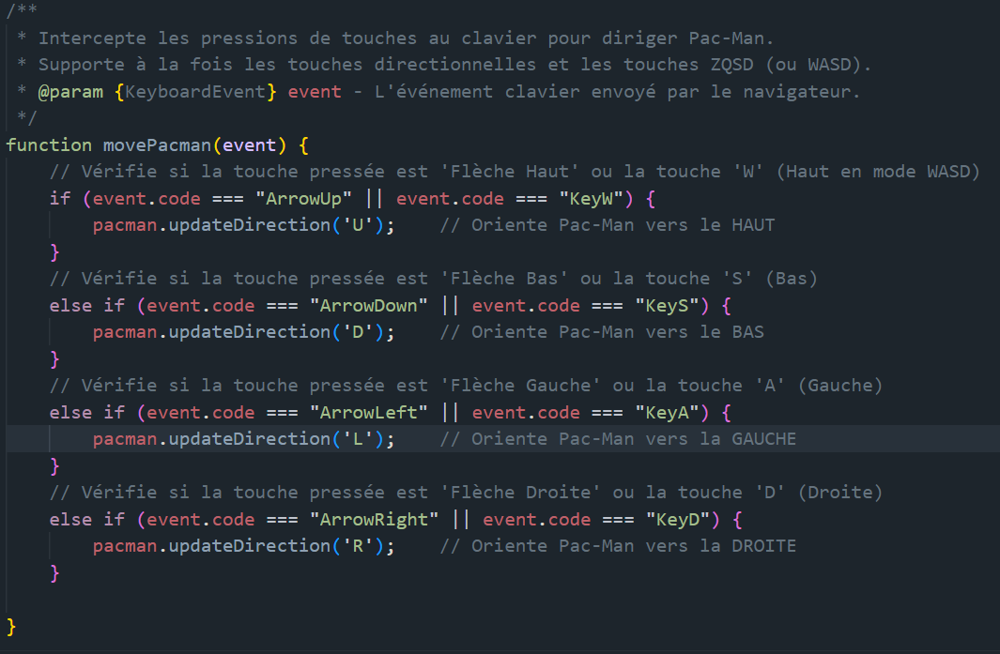 /**
 * Intercepte les pressions de touches au clavier pour diriger Pac-Man.
 * Supporte à la fois les touches directionnelles et les touches ZQSD (ou WASD).
 * @param {KeyboardEvent} event - L'événement clavier envoyé par le navigateur.
 */
function movePacman(event) {
    // Vérifie si la touche pressée est 'Flèche Haut' ou la touche 'W' (Haut en mode WASD)
    if (event.code === "ArrowUp" || event.code === "KeyW") {
        pacman.updateDirection('U');    // Oriente Pac-Man vers le HAUT
    }
    // Vérifie si la touche pressée est 'Flèche Bas' ou la touche 'S' (Bas)
    else if (event.code === "ArrowDown" || event.code === "KeyS") {
        pacman.updateDirection('D');    // Oriente Pac-Man vers le BAS
    }
    // Vérifie si la touche pressée est 'Flèche Gauche' ou la touche 'A' (Gauche)
    else if (event.code === "ArrowLeft" || event.code === "KeyA") {
        pacman.updateDirection('L');    // Oriente Pac-Man vers la GAUCHE
    }
    // Vérifie si la touche pressée est 'Flèche Droite' ou la touche 'D' (Droite)
    else if (event.code === "ArrowRight" || event.code === "KeyD") {
        pacman.updateDirection('R');    // Oriente Pac-Man vers la DROITE
    }

}